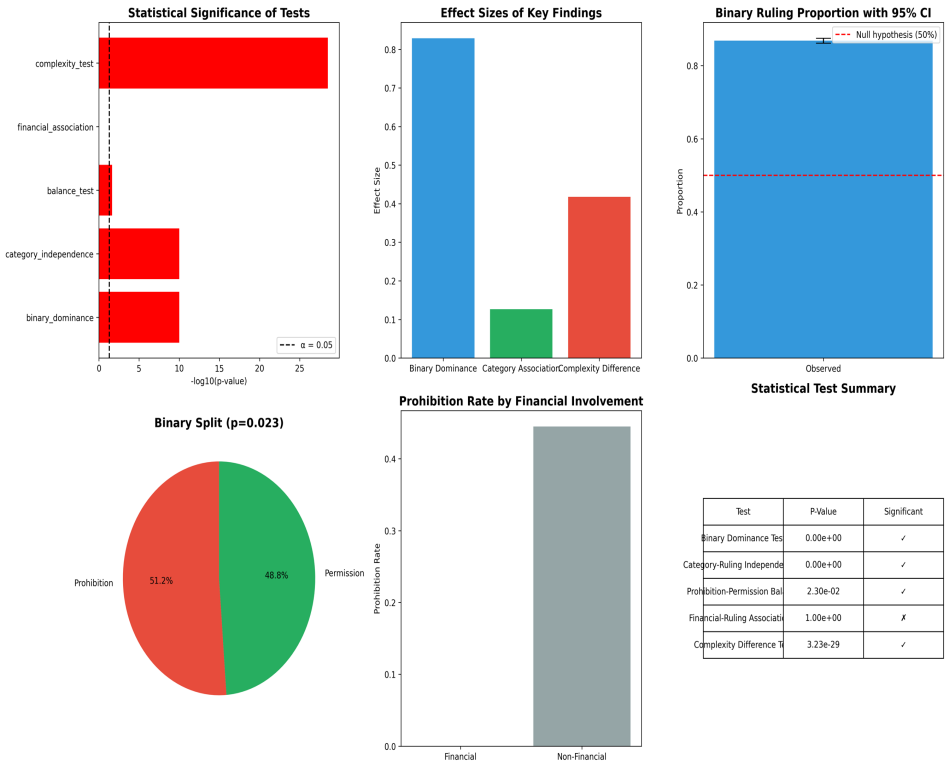 Statistical Significance of Tests
complexity_test
financial_association
balance_test
category_independence
binary_dominance
α = 0.05
0 5 10 15 20 25
-log10(p-value)
Effect Sizes of Key Findings
Effect Size
0.8
0.7
0.6
0.5
0.4
0.3
0.2
0.1
0.0
Binary Dominance Category Association Complexity Difference
Binary Ruling Proportion with 95% CI
Null hypothesis (50%)
Proportion
0.8
0.6
0.4
0.2
0.0
Observed
Binary Split (p=0.023)
Prohibition
51.2%
48.8%
Permission
Prohibition Rate by Financial Involvement
Prohibition Rate
0.4
0.3
0.2
0.1
0.0
Financial Non-Financial
Statistical Test Summary
Test P-Value Significant
Binary Dominance Tes 0.00e+00 ✓
Category-Ruling Independe 0.00e+00 ✓
Prohibition-Permission Bal 2.30e-02 ✓
Financial-Ruling Associati 1.00e+00 ✗
Complexity Difference Te 3.23e-29 ✓